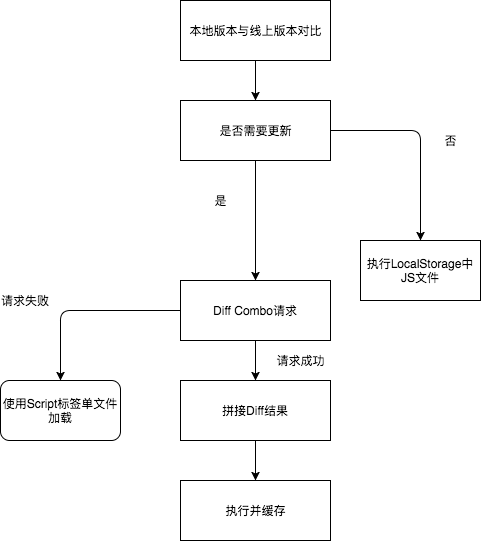 本地版本与线上版本对比
是否需要更新
否
是
执行LocalStorage中
JS文件
请求失败
Diff Combo请求
请求成功
使用Script标签单文件
加载
拼接Diff结果
执行并缓存